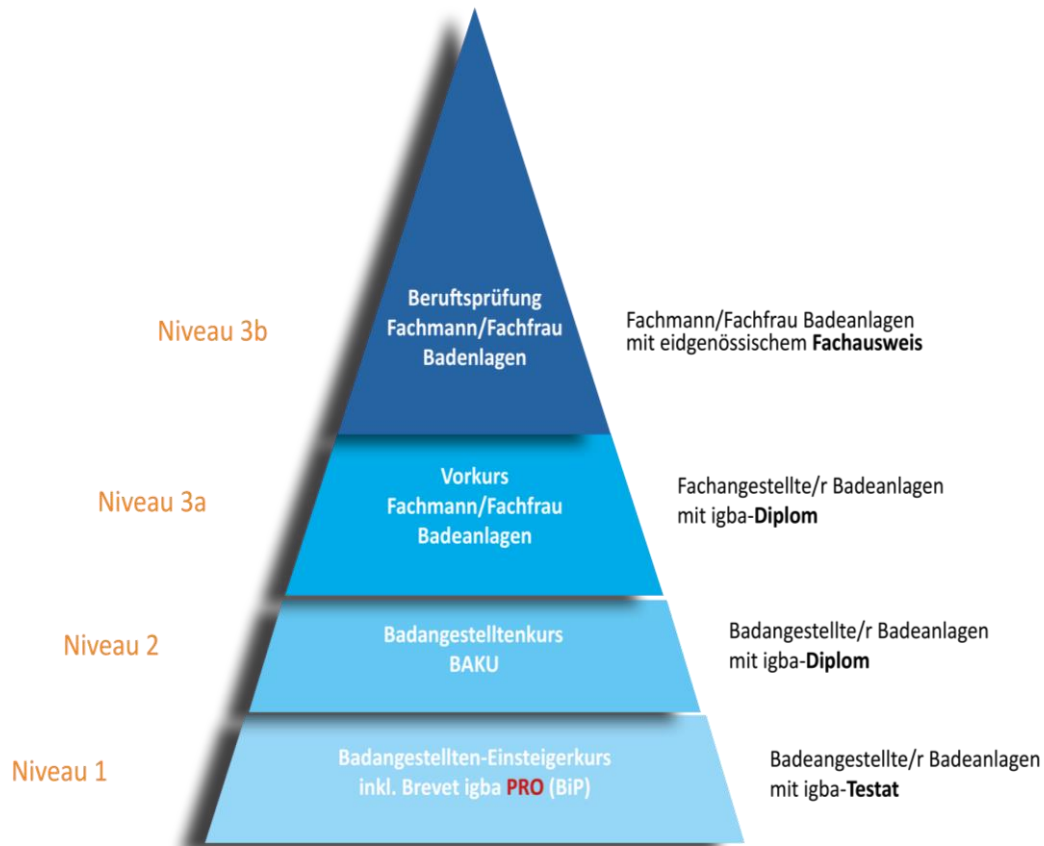 Niveau 3b
Beruftsprüfung
Fachmann/Fachfrau
Badenlagen
Fachmann/Fachfrau Badeanlagen
mit eidgenössischem Fachausweis
Niveau 3a
Vorkurs
Fachmann/Fachfrau
Badeanlagen
Fachangestellte/r Badeanlagen
mit igba-Diplom
Niveau 2
Badangestelltenkurs
BAKU
Badangestellte/r Badeanlagen
mit igba-Diplom
Niveau 1
Badangestellten-Einsteigerkurs
inkl. Brevet igba PRO (BiP)
Badeangestellte/r Badeanlagen
mit igba-Testat